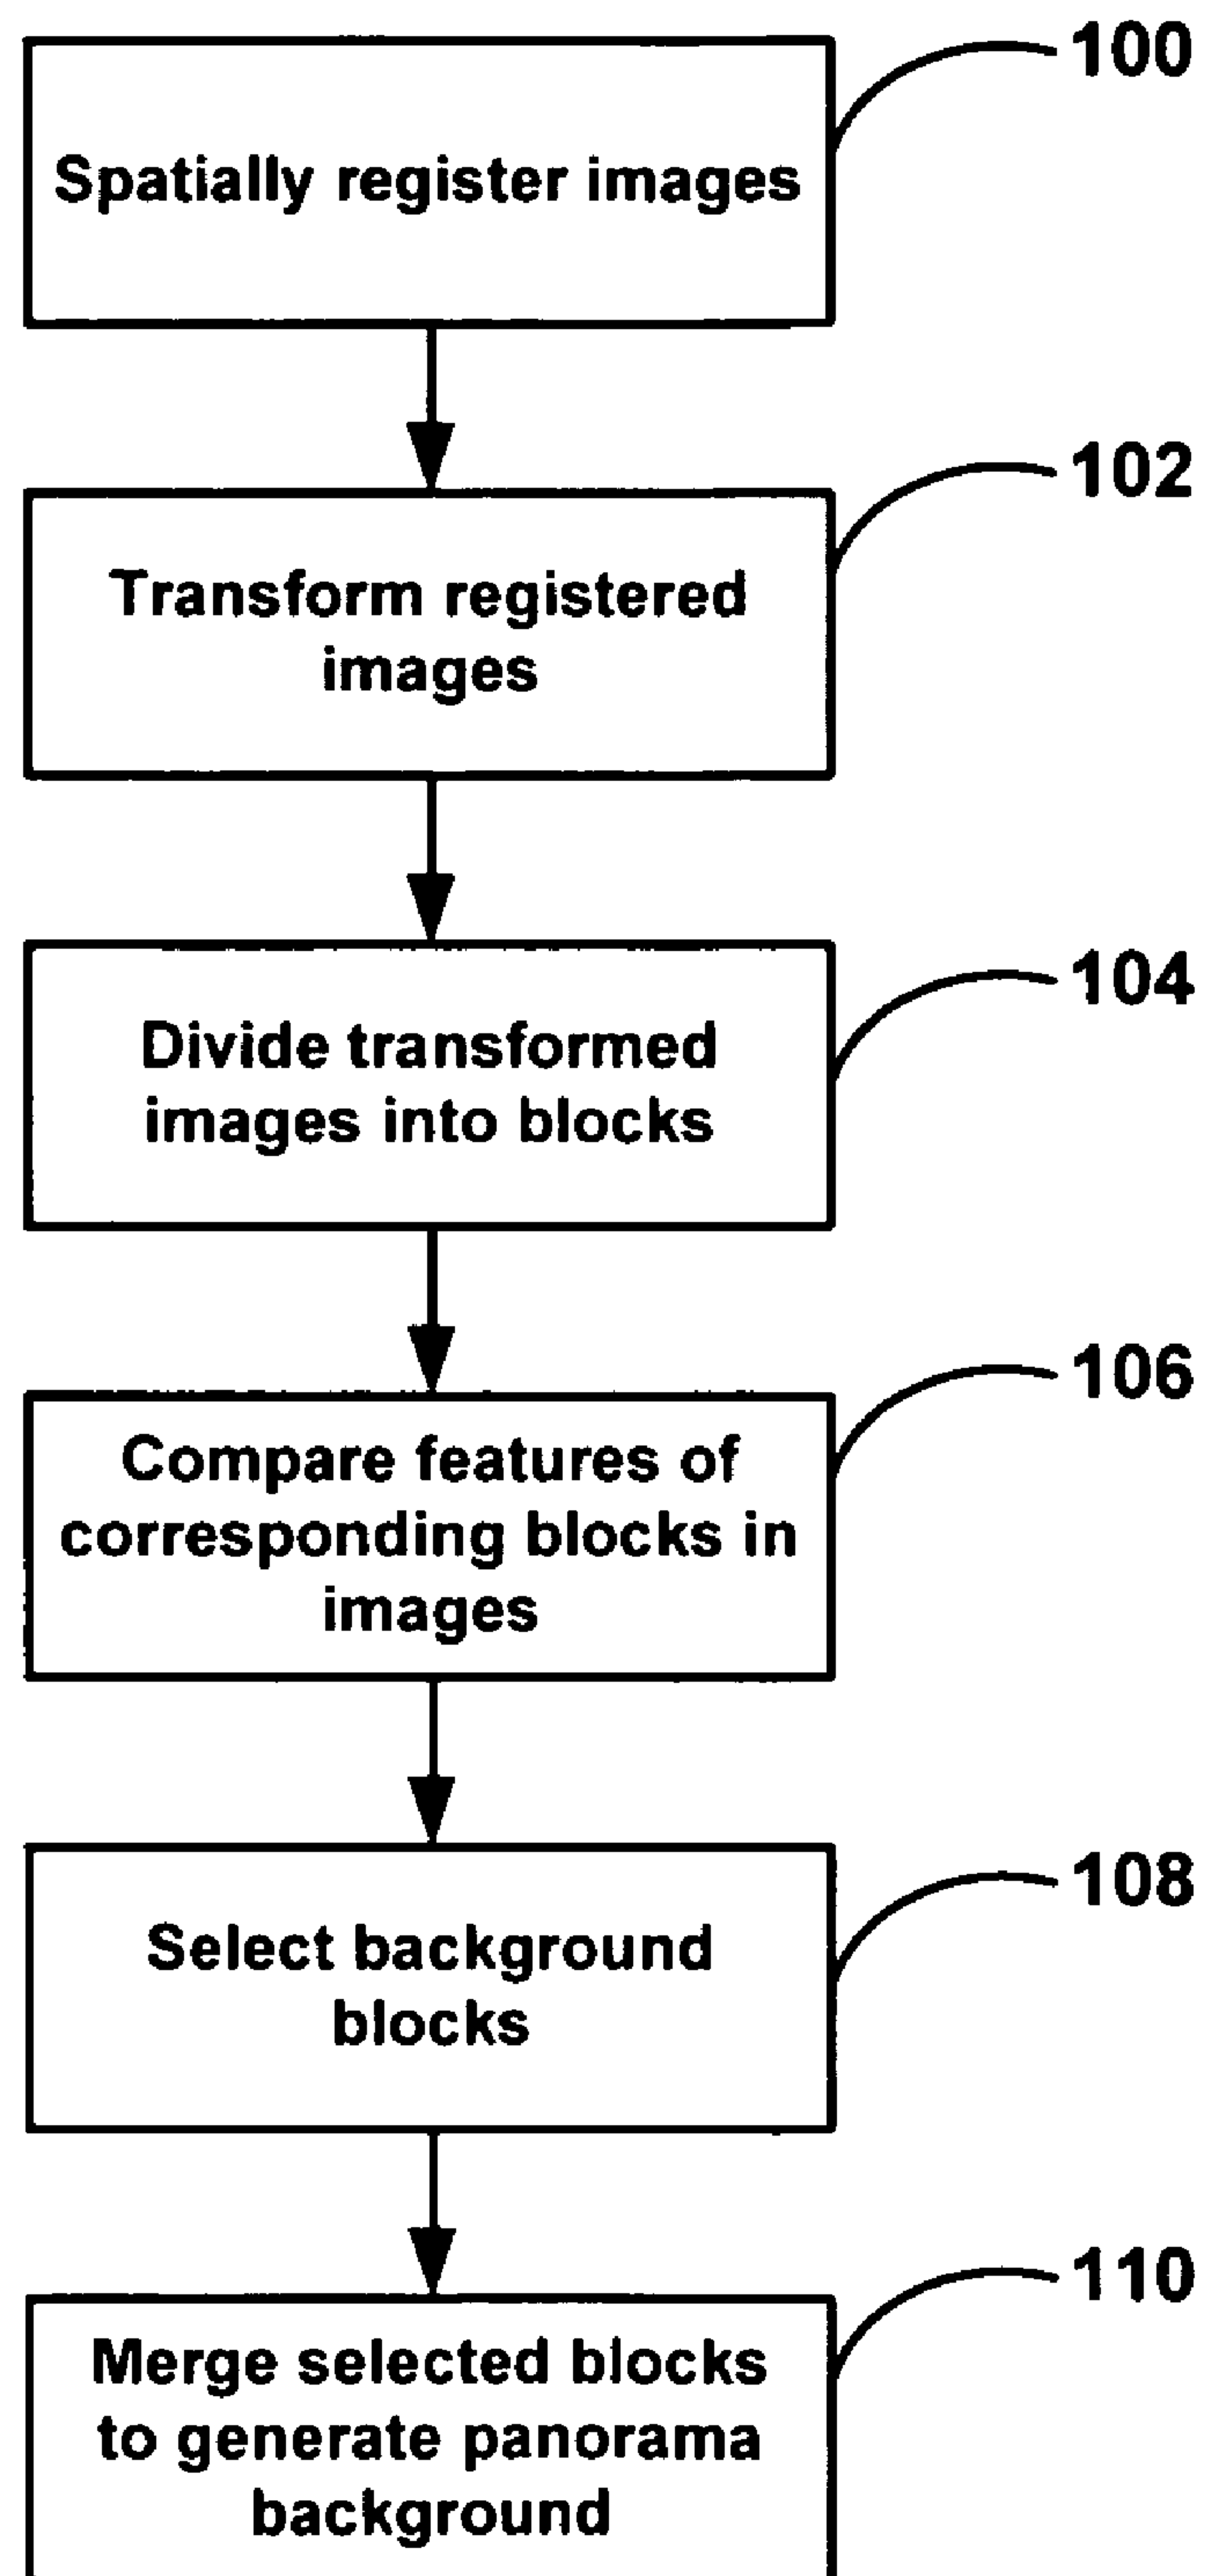 100
Spatially register images
102
Transform registered
images
104
Divide transformed
images into blocks
106
Compare features of
corresponding blocks in
images
108
Select background
blocks
110
Merge selected blocks
to generate panorama
background